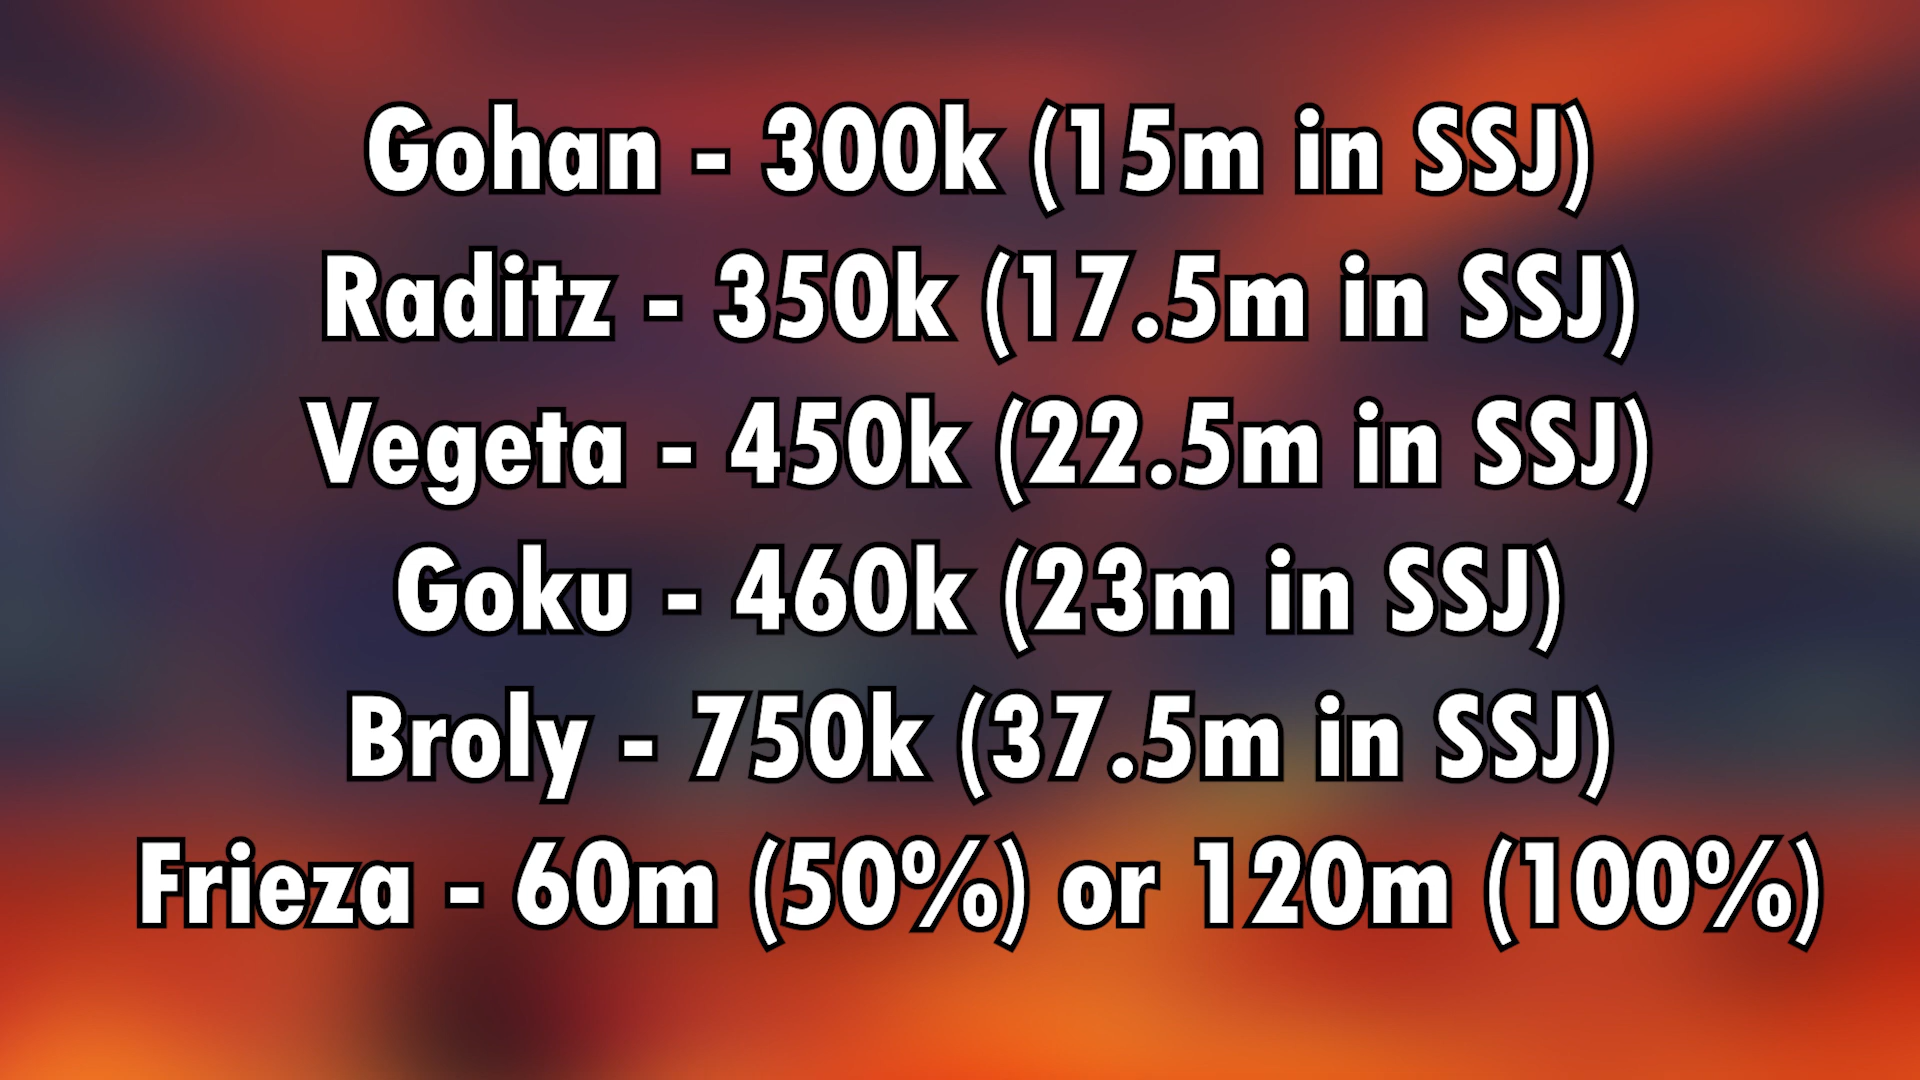 Gohan - 300k (15m in SSJ)
Raditz - 350k (17.5m in SSJ)
Vegeta - 450k (22.5m in SSJ)
Goku - 460k (23m in SSJ)
Broly - 750k (37.5m in SSJ)
Frieza - 60m (50%) or 120m (100%)